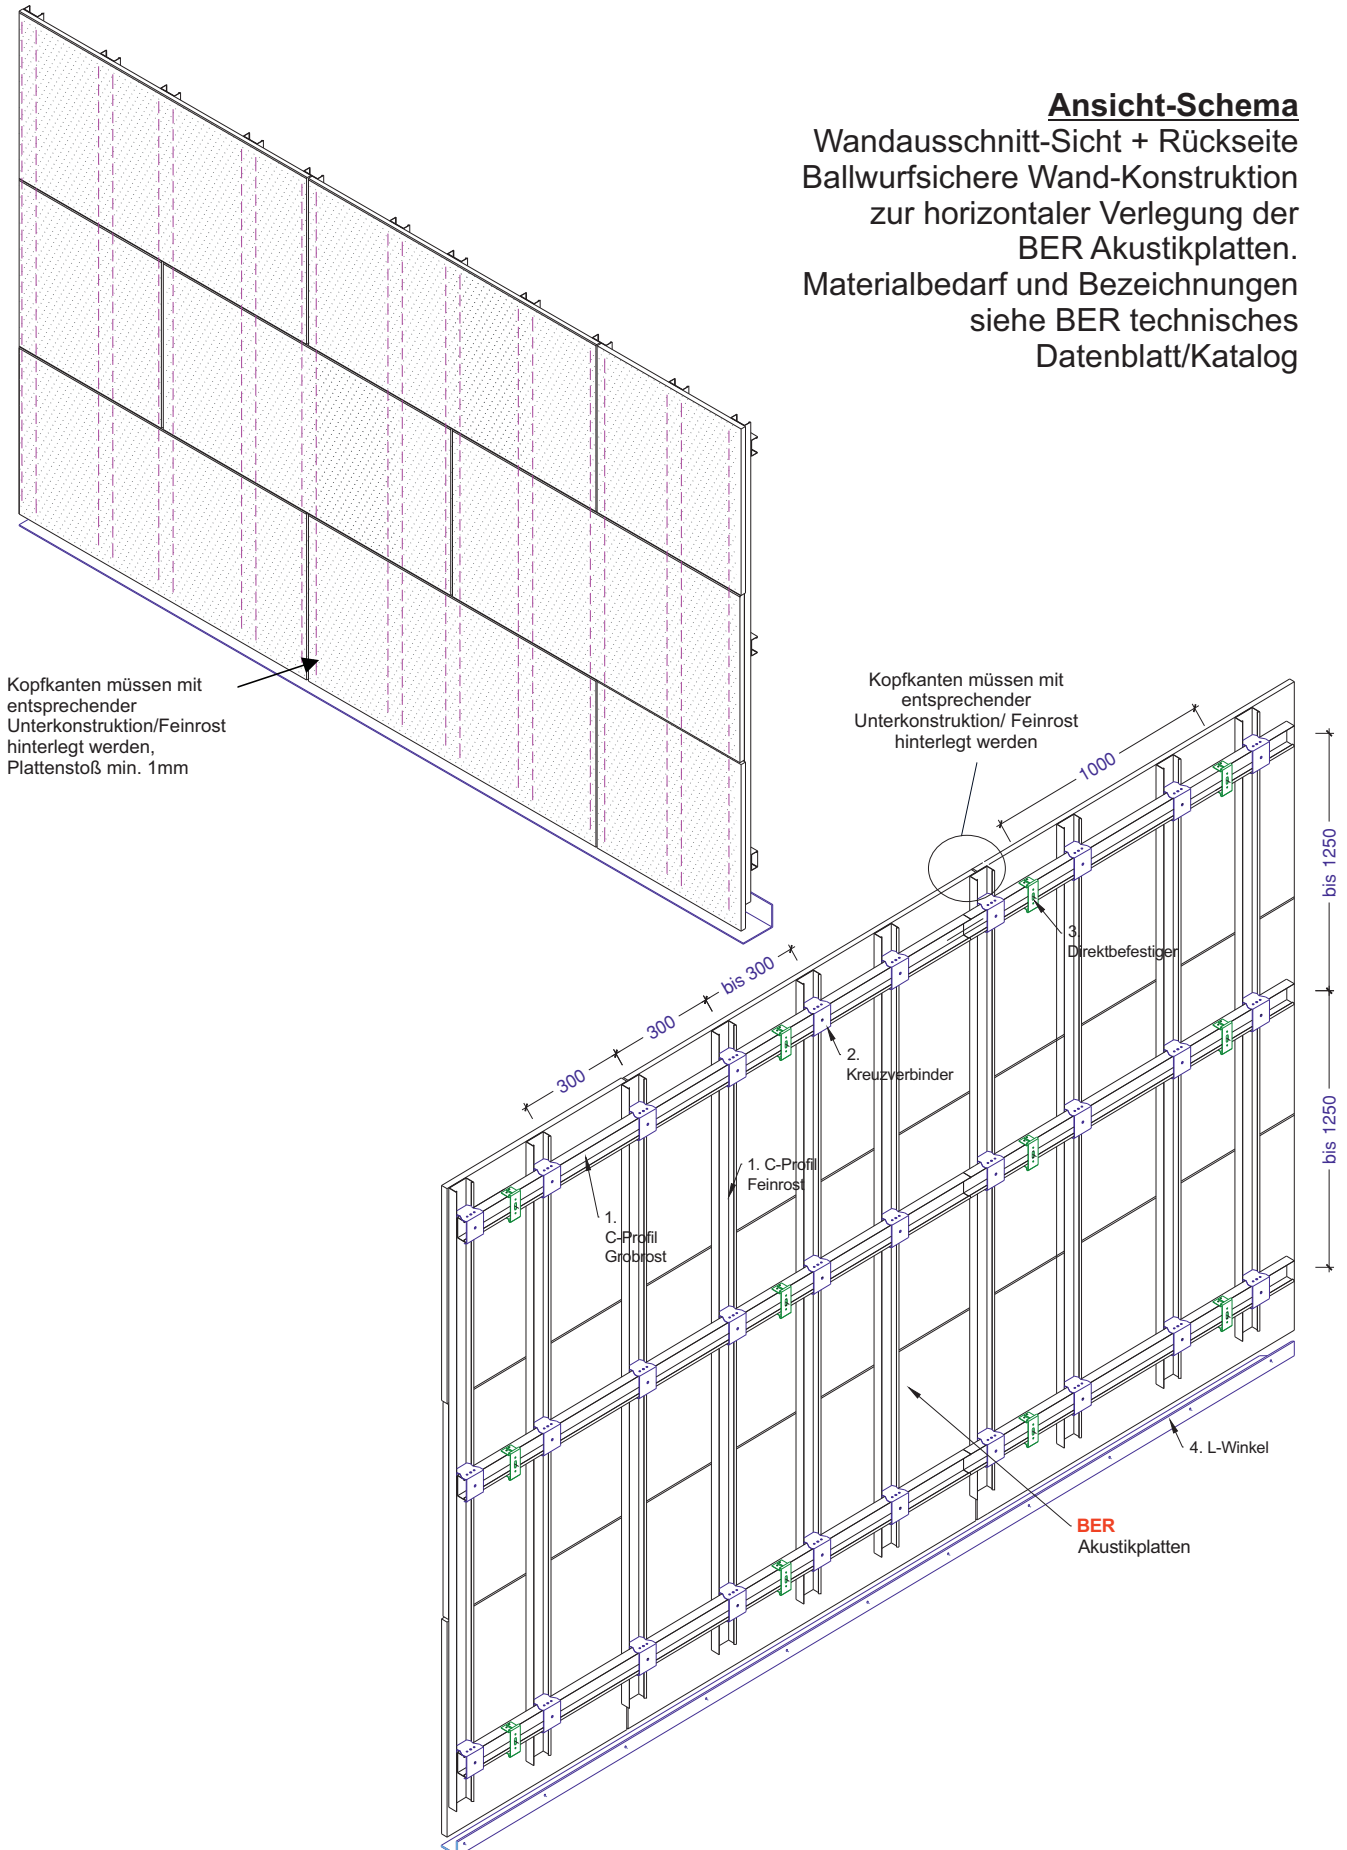 Ansicht-Schema
Wandausschnitt-Sicht + Rückseite
Ballwurfsichere Wand-Konstruktion
zur horizontaler Verlegung der
BER Akustikplatten.
Materialbedarf und Bezeichnungen
siehe BER technisches
Datenblatt/Katalog
Kopfkanten müssen mit
entsprechender
Unterkonstruktion/Feinrost
hinterlegt werden,
Plattenstoß min. 1mm
Kopfkanten müssen mit
entsprechender
Unterkonstruktion/ Feinrost
hinterlegt werden
1000
bis 1250
bis 1250
bis 300
300
300
3.
Direktbefestiger
2.
Kreuzverbinder
1. C-Profil
Feinrost
1.
C-Profil
Grobrost
4. L-Winkel
BER
Akustikplatten